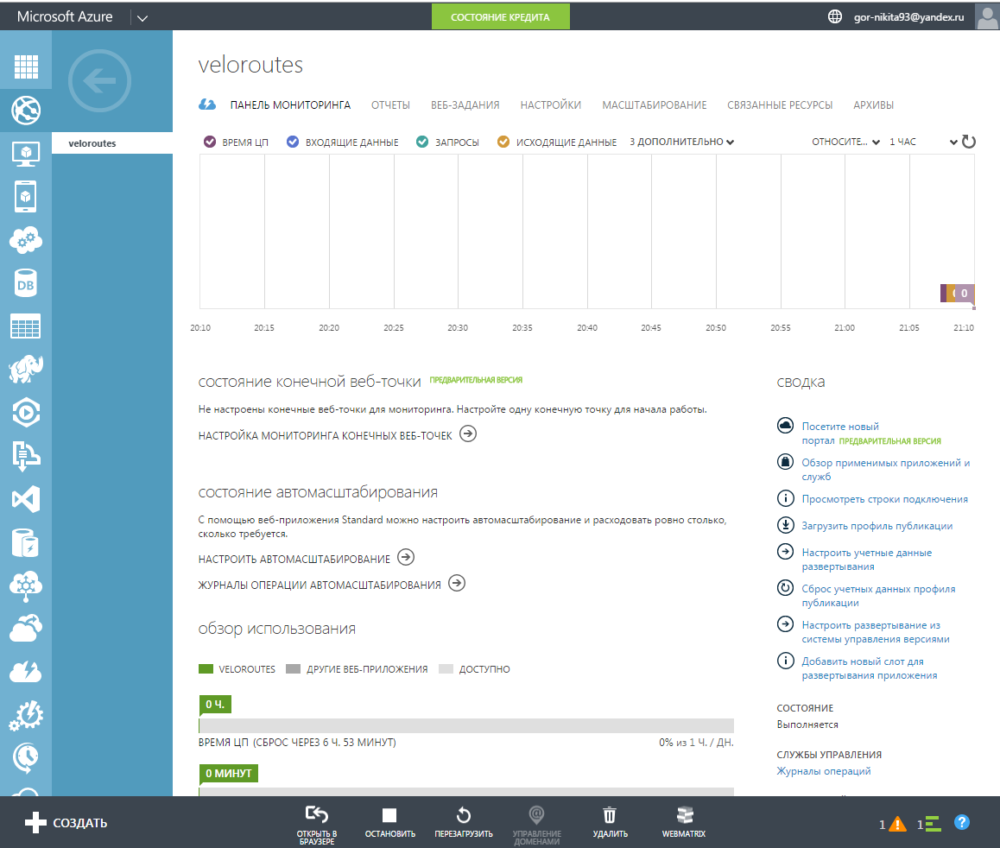 Microsoft Azure
СОСТОЯНИЕ КРЕДИТА
gor-nikita93@yandex.ru
veloroutes
veloroutes
ПАНЕЛЬ МОНИТОРИНГА ОТЧЕТЫ ВЕБ-ЗАДАНИЯ НАСТРОЙКИ МАСШТАБИРОВАНИЕ СВЯЗАННЫЕ РЕСУРСЫ АРХИВЫ
ВРЕМЯ ЦП ВХОДЯЩИЕ ДАННЫЕ ЗАПРОСЫ ИСХОДЯЩИЕ ДАННЫЕ 3 ДОПОЛНИТЕЛЬНО ОТНОСИТЕ... 1 ЧАС
0
20:10 20:15 20:20 20:25 20:30 20:35 20:40 20:45 20:50 20:55 21:00 21:05 21:10
состояние конечной веб-точки ПРЕДВАРИТЕЛЬНАЯ ВЕРСИЯ
Не настроены конечные веб-точки для мониторинга. Настройте одну конечную точку для начала работы.
НАСТРОЙКА МОНИТОРИНГА КОНЕЧНЫХ ВЕБ-ТОЧЕК
состояние автомасштабирования
С помощью веб-приложения Standard можно настроить автомасштабирование и расходовать ровно столько,
сколько требуется.
НАСТРОИТЬ АВТОМАСШТАБИРОВАНИЕ
ЖУРНАЛЫ ОПЕРАЦИИ АВТОМАСШТАБИРОВАНИЯ
обзор использования
VELOROUTES ДРУГИЕ ВЕБ-ПРИЛОЖЕНИЯ ДОСТУПНО
0 Ч.
ВРЕМЯ ЦП (СБРОС ЧЕРЕЗ 6 Ч. 53 МИНУТ) 0% из 1 Ч. / ДН.
0 МИНУТ
сводка
Посетите новый
портал ПРЕДВАРИТЕЛЬНАЯ ВЕРСИЯ
Обзор применимых приложений и
служб
Просмотреть строки подключения
Загрузить профиль публикации
Настроить учетные данные
развертывания
Сброс учетных данных профиля
публикации
Настроить развертывание из
системы управления версиями
Добавить новый слот для
развертывания приложения
СОСТОЯНИЕ
Выполняется
СЛУЖБЫ УПРАВЛЕНИЯ
Журналы операций
DB
СОЗДАТЬ
ОТКРЫТЬ В
БРАУЗЕРЕ
ОСТАНОВИТЬ
ПЕРЕЗАГРУЗИТЬ
УПРАВЛЕНИЕ
ДОМЕНАМИ
УДАЛИТЬ
WEBMATRIX
1 1 ?